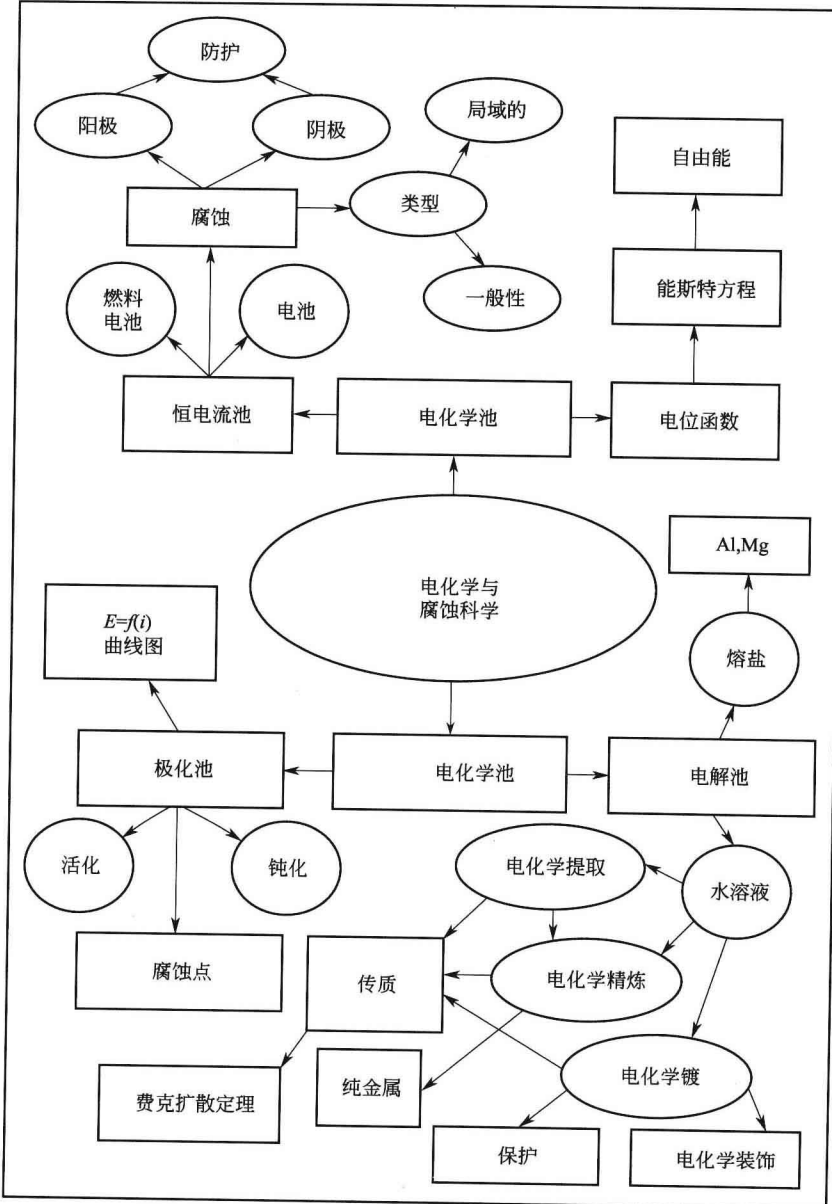 防护
阳极
阴极
局域的
自由能
类型
腐蚀
能斯特方程
燃料
电池
电池
一般性
恒电流池
电化学池
电位函数
Al,Mg
电化学与
腐蚀科学
E=f(i)
曲线图
熔盐
极化池
电化学池
电解池
活化
钝化
电化学提取
水溶液
腐蚀点
传质
电化学精炼
费克扩散定理
纯金属
电化学镀
保护
电化学装饰